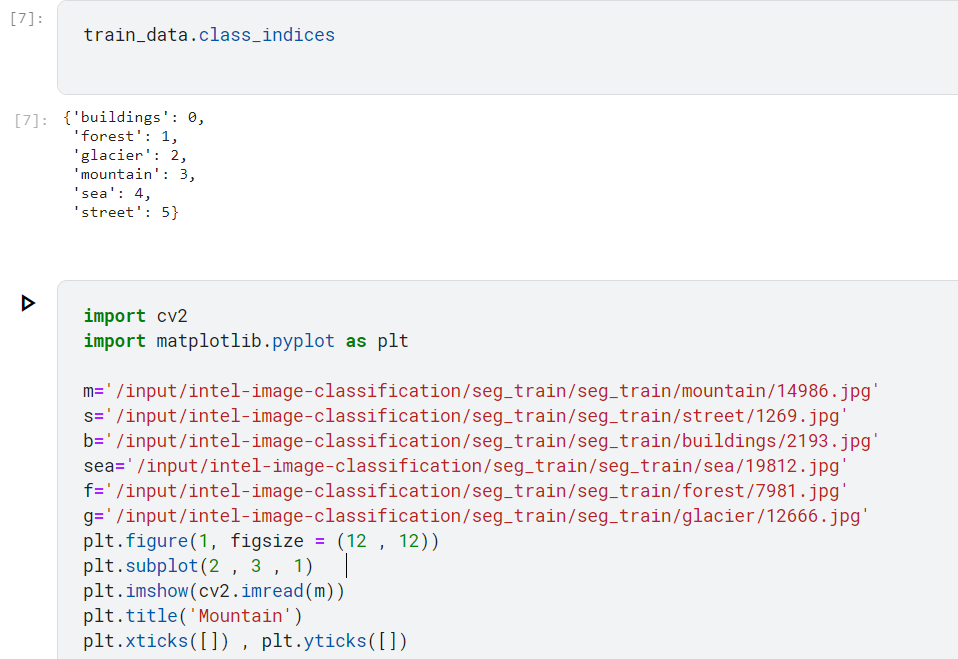 [7]:
train_data.class_indices
[7]:
{'buildings': 0,
'forest': 1,
'glacier': 2,
'mountain': 3,
'sea': 4,
'street': 5}
import cv2
import matplotlib.pyplot as plt
m='/input/intel-image-classification/seg_train/seg_train/mountain/14986.jpg'
s='/input/intel-image-classification/seg_train/seg_train/street/1269.jpg'
b='/input/intel-image-classification/seg_train/seg_train/buildings/2193.jpg'
sea='/input/intel-image-classification/seg_train/seg_train/sea/19812.jpg'
f='/input/intel-image-classification/seg_train/seg_train/forest/7981.jpg'
g='/input/intel-image-classification/seg_train/seg_train/glacier/12666.jpg'
plt.figure(1, figsize = (12 , 12))
plt.subplot(2 , 3 , 1)
plt.imshow(cv2.imread(m))
plt.title('Mountain')
plt.xticks([]) , plt.yticks([])